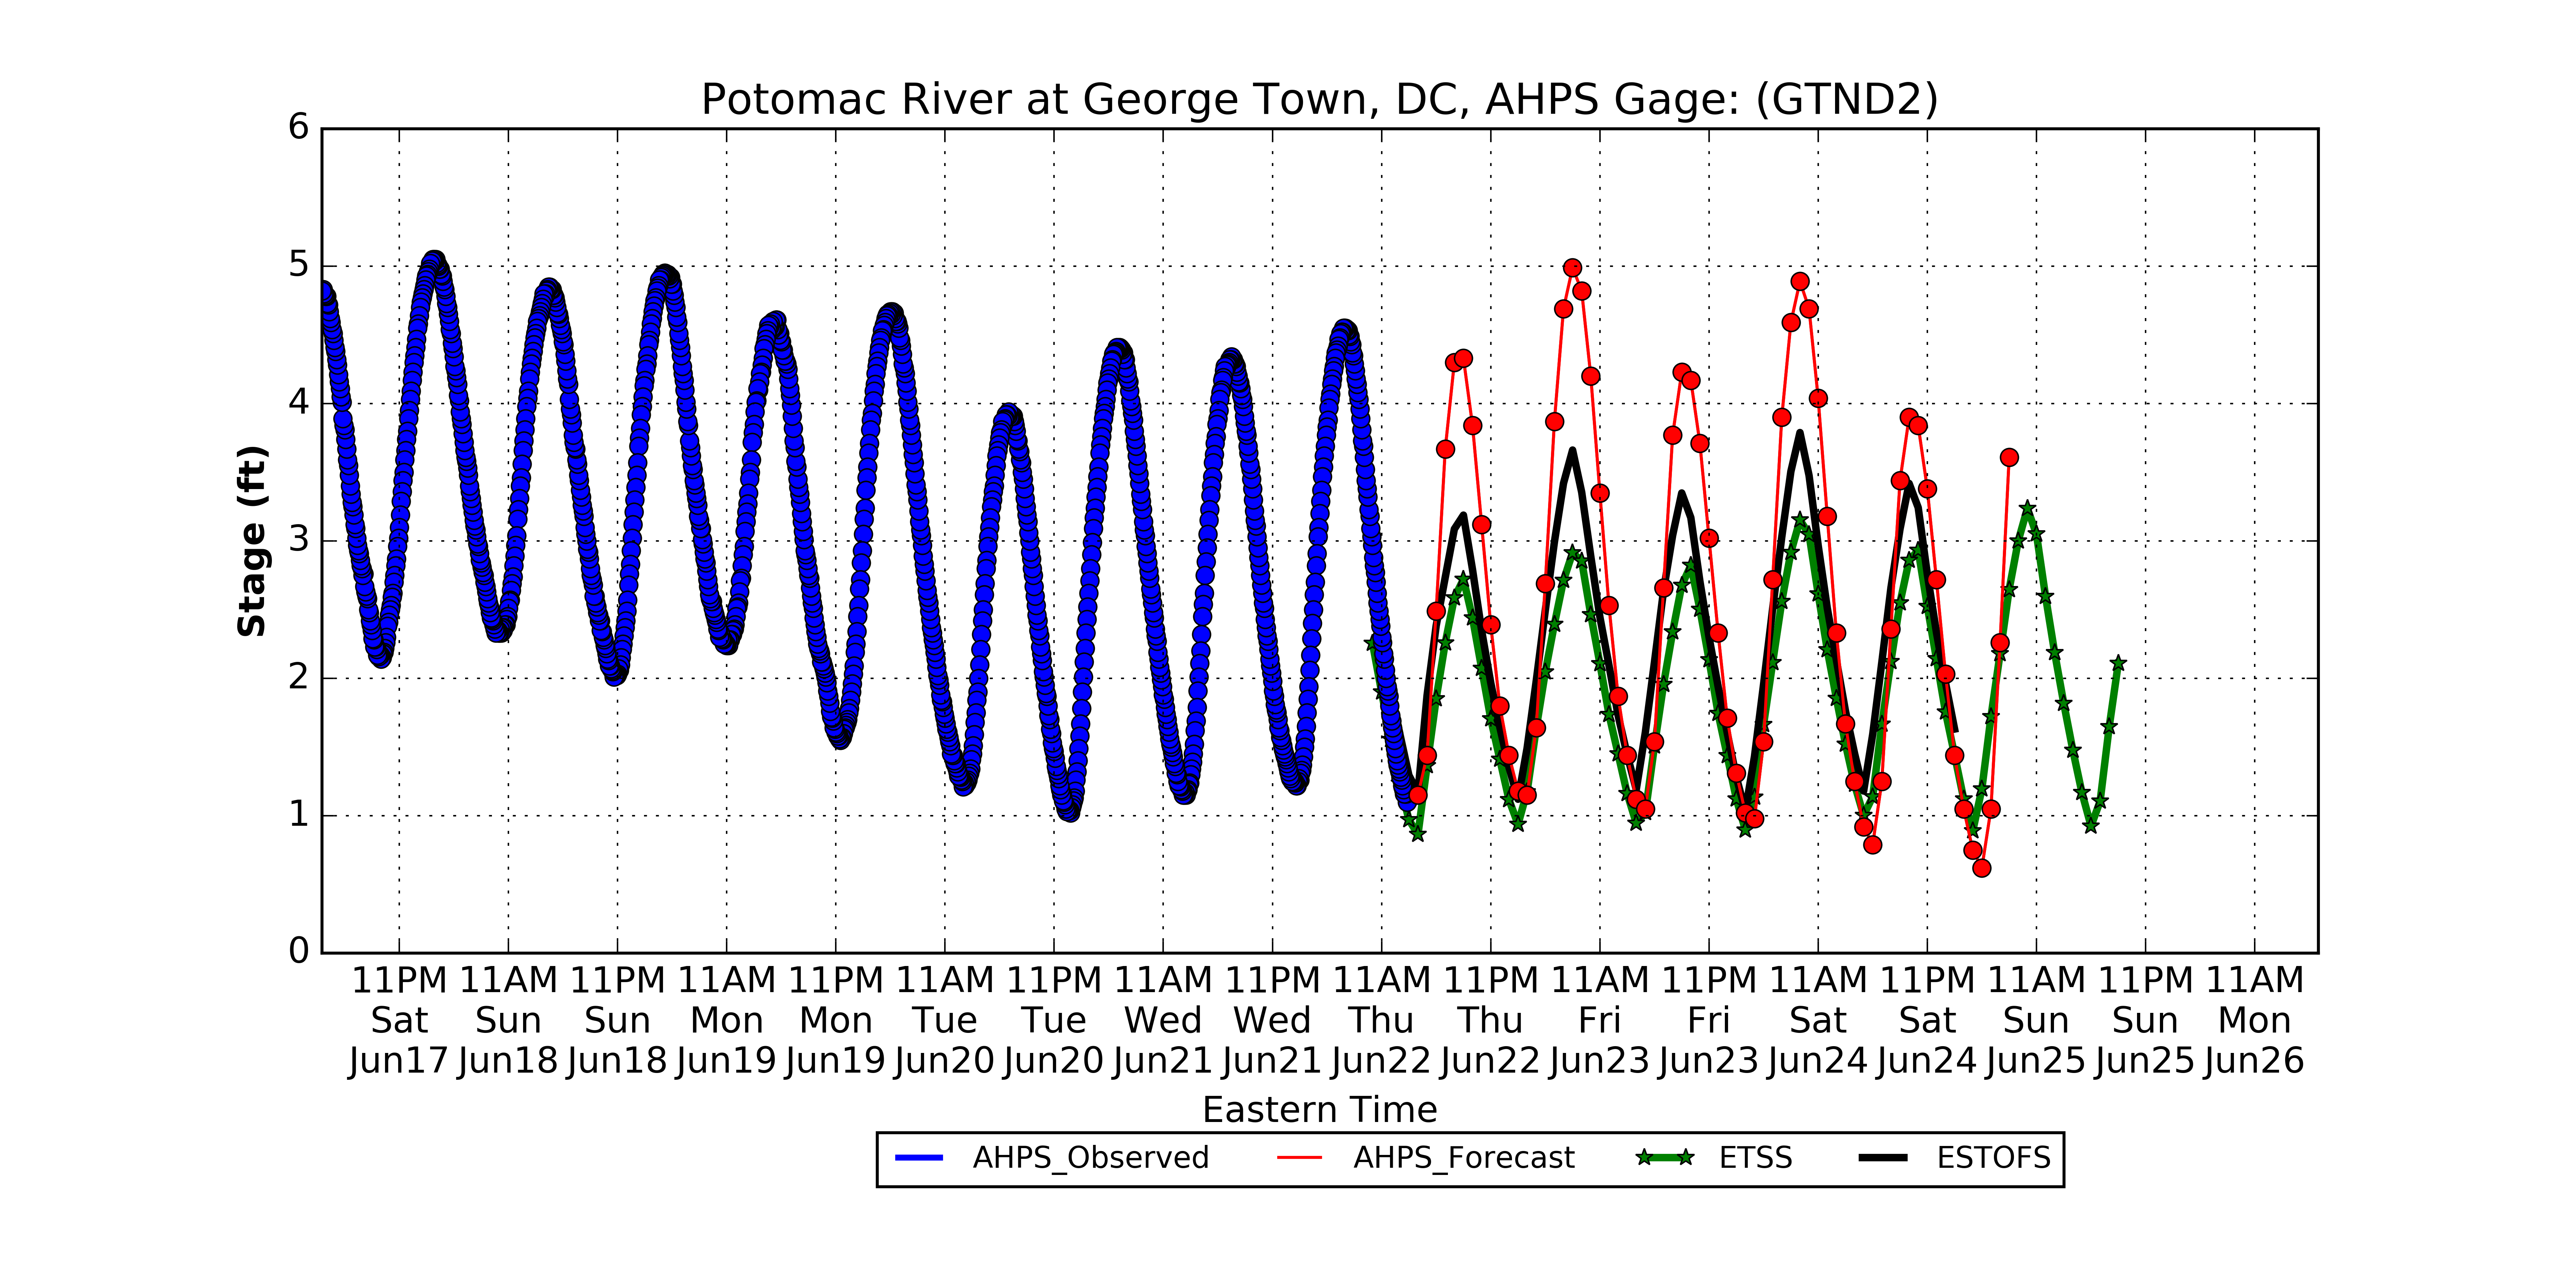 Potomac River at George Town, DC, AHPS Gage: (GTND2)
6
5
4
3
2
1
0
Stage (ft)
11PM 11AM 11PM 11AM 11PM 11AM 11PM 11AM 11PM 11AM 11PM 11AM 11PM 11AM 11PM 11AM 11PM 11AM
Sat Sun Sun Mon Mon Tue Tue Wed Wed Thu Thu Fri Fri Sat Sat Sun Sun Mon
Jun17 Jun18 Jun18 Jun19 Jun19 Jun20 Jun20 Jun21 Jun21 Jun22 Jun22 Jun23 Jun23 Jun24 Jun24 Jun25 Jun25 Jun26
Eastern Time
AHPS_Observed AHPS_Forecast ETSS ESTOFS